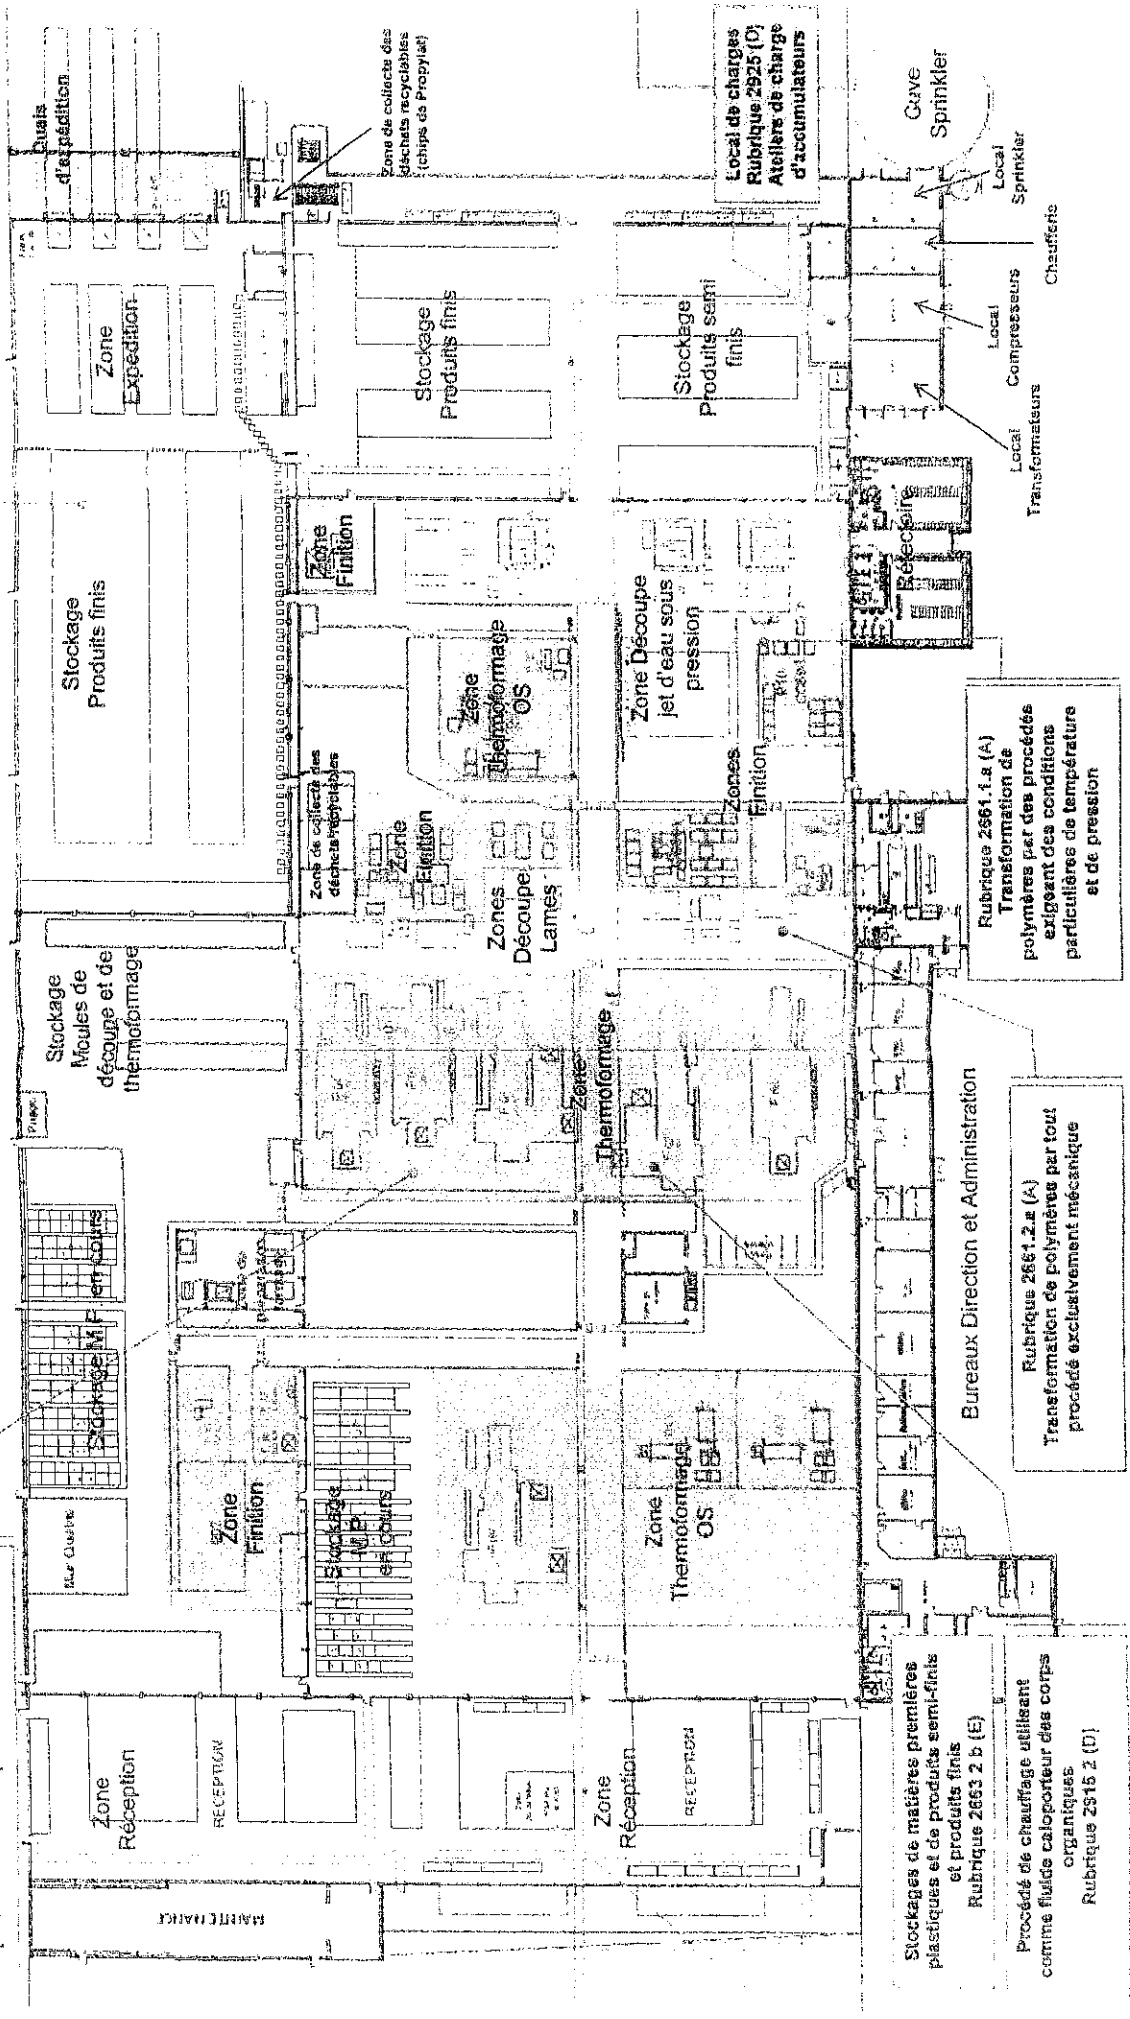 Quais
d'expédition
Zone
Expédition
Stockage
Produits finis
Zone de collecte des
déchets recyclables
(chips de Propylat)
Stockage
Produits finis
Stockage
Produits semi
finis
Local de charges
Rubrique 2925 (D)
Ateliers de charge
d'accumulateurs
Cuve
Sprinkler
Local
Sprinkler
Chaufferie
Local
Compresseurs
Local
Transformateurs
Réfectoire
Zone
Finition
Zone
Thermoformage
OS
Zone Découpe
jet d'eau sous
pression
Zones
Finition
Zone de collecte des
déchets recyclables
Zone
Finition
Zones
Découpe
Lames
Stockage
Moules de
découpe et de
thermoformage
Zone
Thermoformage
Stockage M.P. en cours
Mur Qualité
Zone
Finition
Stockage
M.P
en cours
Zone
Thermoformage
OS
Zone
Réception
RECEPTION
Zone
Réception
RECEPTION
MAINTENANCE
Bureaux Direction et Administration
Rubrique 2661.1.a (A)
Transformation de
polymères par des procédés
exigeant des conditions
particulières de température
et de pression
Rubrique 2661.2.a (A)
Transformation de polymères par tout
procédé exclusivement mécanique
Stockages de matières premières
plastiques et de produits semi-finis
et produits finis
Rubrique 2663 2 b (E)
Procédé de chauffage utilisant
comme fluide caloporteur des corps
organiques
Rubrique 2915 2 (D)